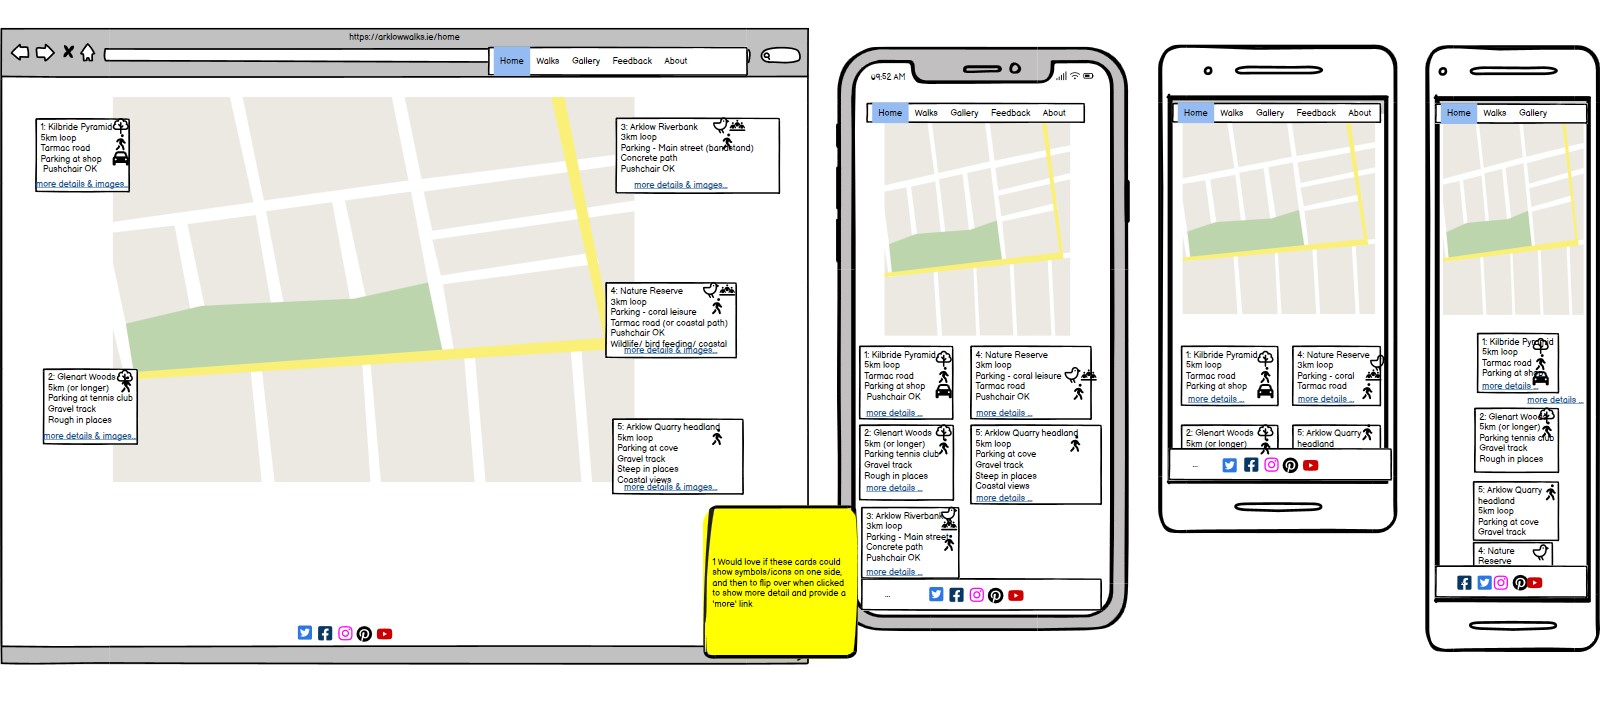 https://arklowwalks.ie/home
Home Walks Gallery Feedback About
1: Kilbride Pyramid
5km loop
Tarmac road
Parking at shop
Pushchair OK
more details & images...
3: Arklow Riverbank
3km loop
Parking - Main street (bandstand)
Concrete path
Pushchair OK
more details & images...
4: Nature Reserve
3km loop
Parking - coral leisure
Tarmac road (or coastal path)
Pushchair OK
Wildlife/ bird feeding/ coastal
more details & images...
2: Glenart Woods
5km (or longer)
Parking at tennis club
Gravel track
Rough in places
more details & images...
5: Arklow Quarry headland
5km loop
Parking at cove
Gravel track
Steep in places
Coastal views
more details & images...
I Would love if these cards could
show symbols/icons on one side,
and then to flip over when clicked
to show more detail and provide a
'more' link
09:52 AM
Home Walks Gallery Feedback About
1: Kilbride Pyramid
5km loop
Tarmac road
Parking at shop
Pushchair OK
more details ...
4: Nature Reserve
3km loop
Parking - coral leisure
Tarmac road
Pushchair OK
more details ...
2: Glenart Woods
5km (or longer)
Parking tennis club
Gravel track
Rough in places
more details ...
5: Arklow Quarry headland
5km loop
Parking at cove
Gravel track
Steep in places
Coastal views
more details ...
3: Arklow Riverbank
3km loop
Parking - Main street
Concrete path
Pushchair OK
more details ...
...
Home Walks Gallery Feedback About
1: Kilbride Pyramid
5km loop
Tarmac road
Parking at shop
more details ...
4: Nature Reserve
3km loop
Parking - coral
Tarmac road
more details ...
2: Glenart Woods
5km (or longer)
5: Arklow Quarry
headland
...
Home Walks Gallery
1: Kilbride Pyramid
5km loop
Tarmac road
Parking at shop
more details ...
more details ...
2: Glenart Woods
5km (or longer)
Parking tennis club
Gravel track
Rough in places
5: Arklow Quarry
headland
5km loop
Parking at cove
Gravel track
4: Nature
Reserve